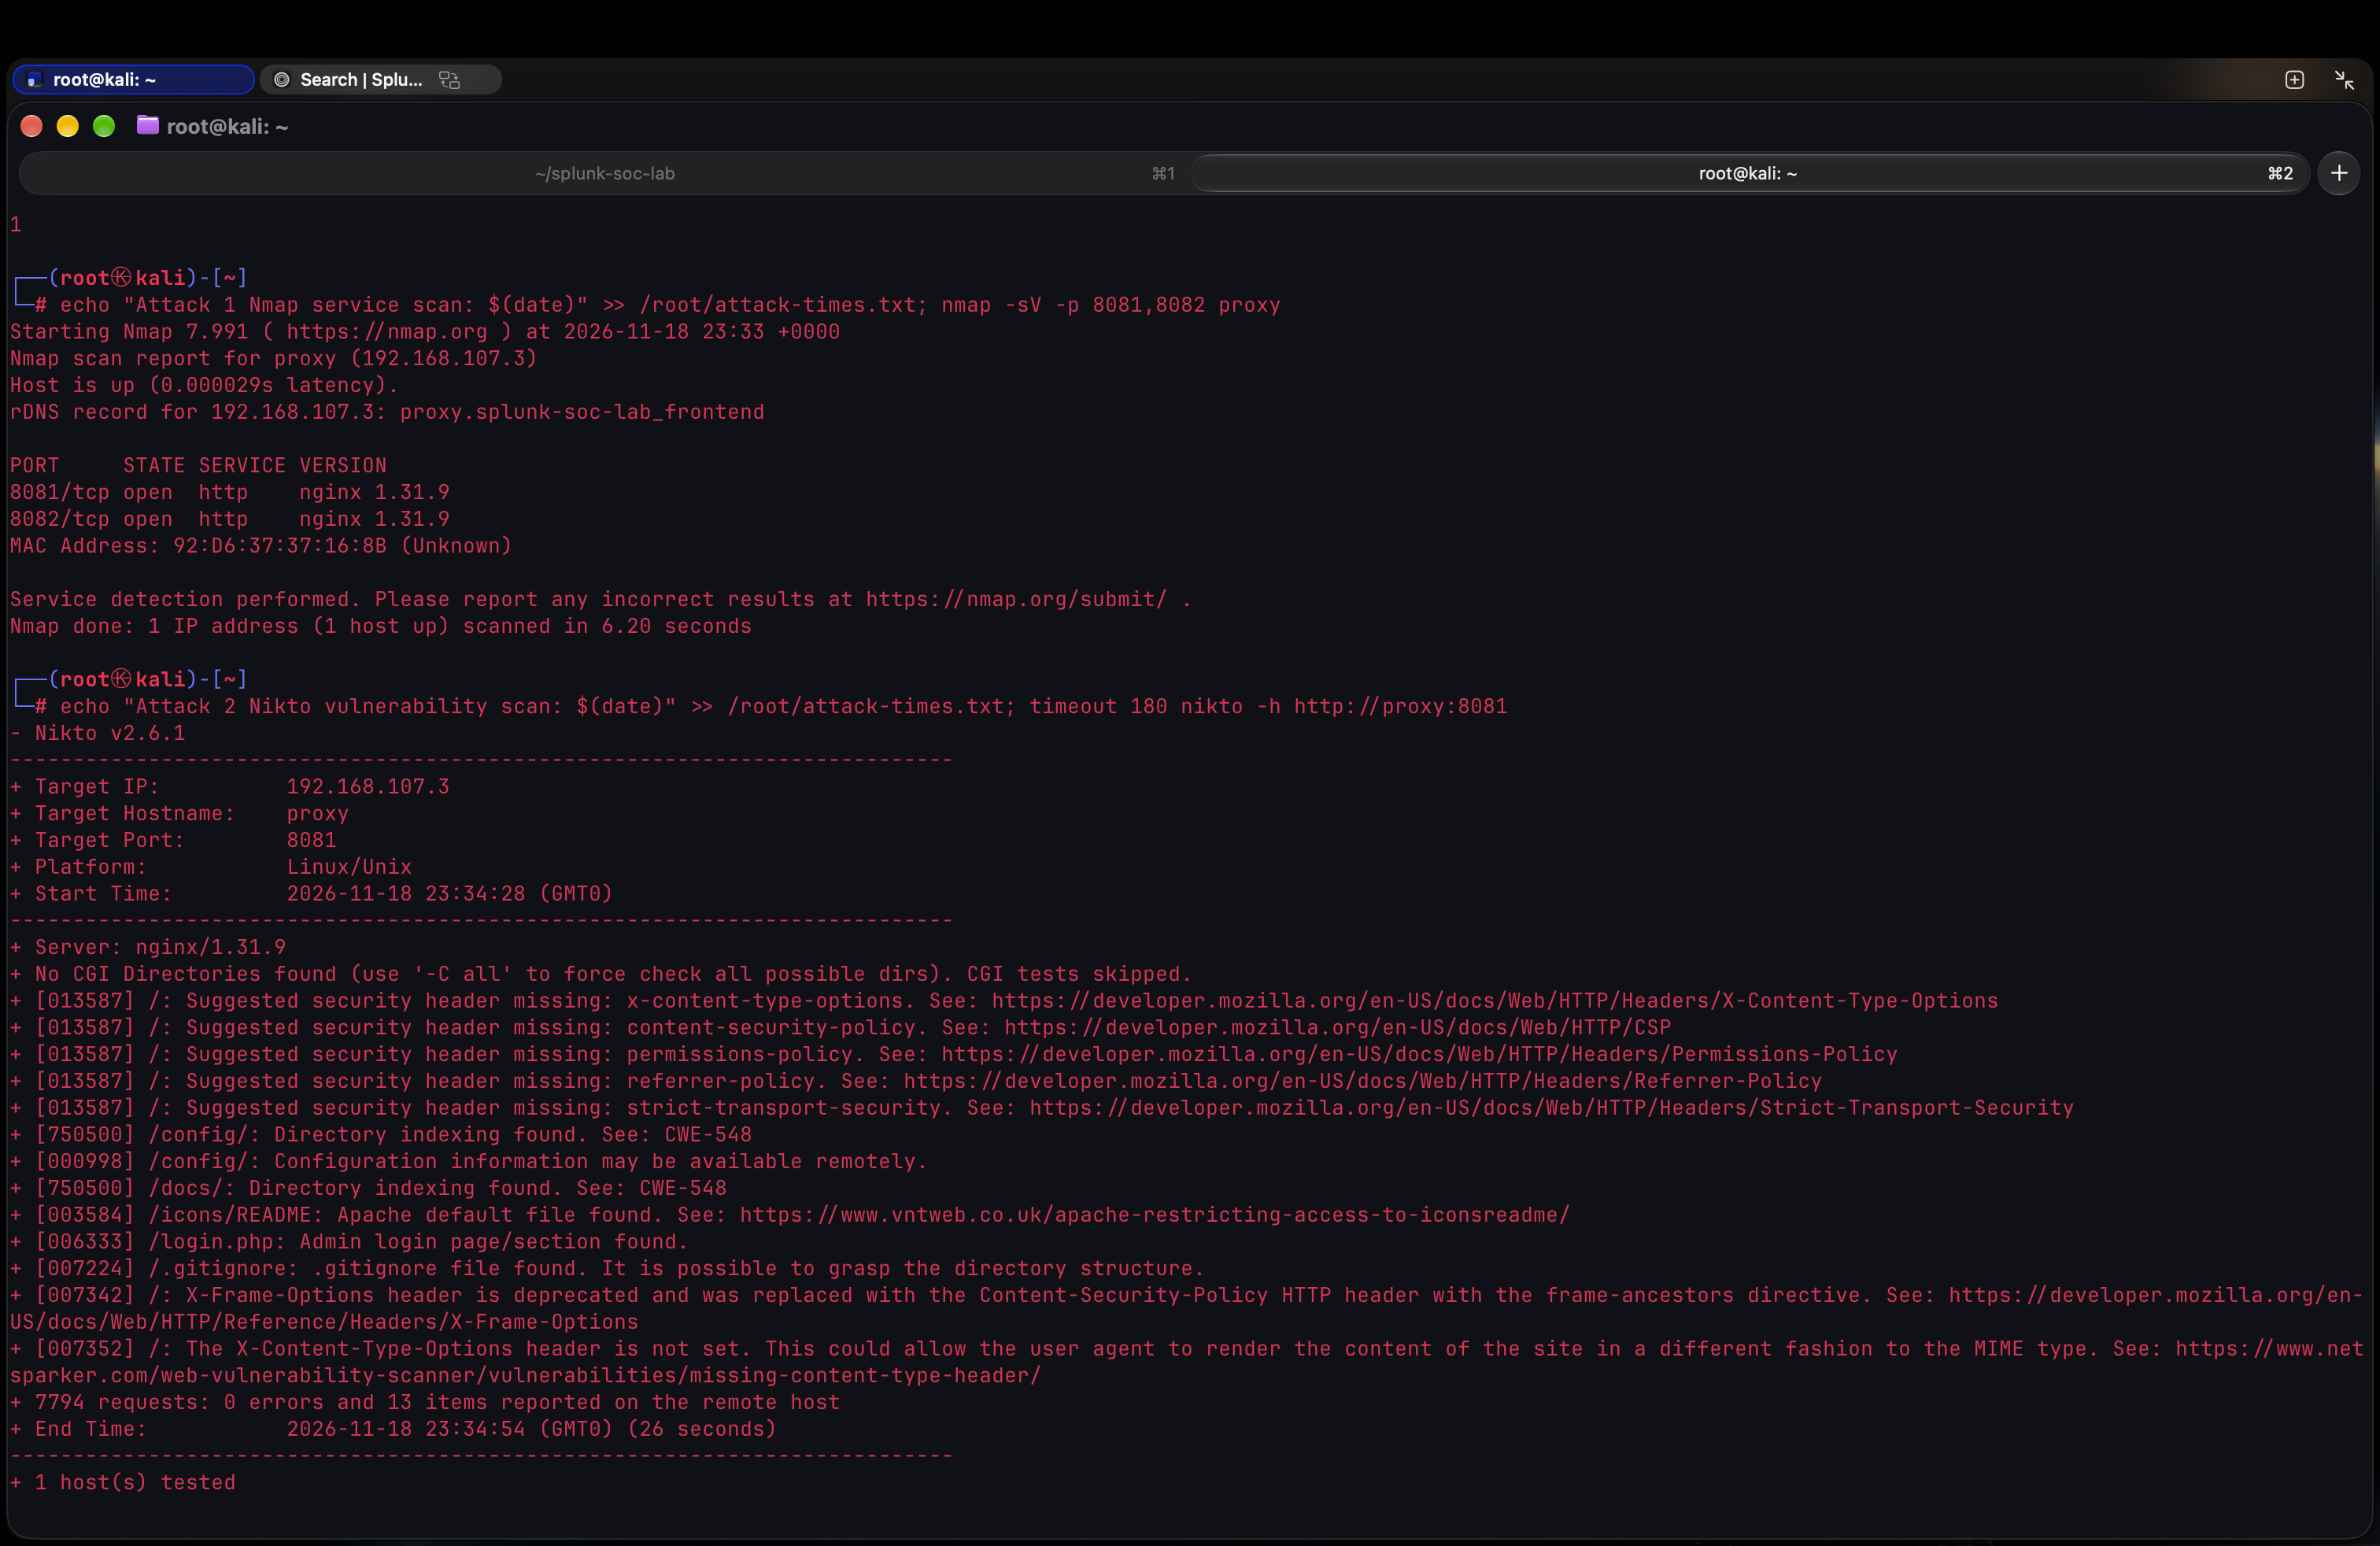 root@kali: ~
Search | Splu...
root@kali: ~
~/splunk-soc-lab ⌘1
root@kali: ~ ⌘2
1
┌──(root㉿kali)-[~]
└─# echo "Attack 1 Nmap service scan: $(date)" >> /root/attack-times.txt; nmap -sV -p 8081,8082 proxy
Starting Nmap 7.991 ( https://nmap.org ) at 2026-11-18 23:33 +0000
Nmap scan report for proxy (192.168.107.3)
Host is up (0.000029s latency).
rDNS record for 192.168.107.3: proxy.splunk-soc-lab_frontend
PORT     STATE SERVICE VERSION
8081/tcp open  http    nginx 1.31.9
8082/tcp open  http    nginx 1.31.9
MAC Address: 92:D6:37:37:16:8B (Unknown)
Service detection performed. Please report any incorrect results at https://nmap.org/submit/ .
Nmap done: 1 IP address (1 host up) scanned in 6.20 seconds
┌──(root㉿kali)-[~]
└─# echo "Attack 2 Nikto vulnerability scan: $(date)" >> /root/attack-times.txt; timeout 180 nikto -h http://proxy:8081
- Nikto v2.6.1
---------------------------------------------------------------------------
+ Target IP:          192.168.107.3
+ Target Hostname:    proxy
+ Target Port:        8081
+ Platform:           Linux/Unix
+ Start Time:         2026-11-18 23:34:28 (GMT0)
---------------------------------------------------------------------------
+ Server: nginx/1.31.9
+ No CGI Directories found (use '-C all' to force check all possible dirs). CGI tests skipped.
+ [013587] /: Suggested security header missing: x-content-type-options. See: https://developer.mozilla.org/en-US/docs/Web/HTTP/Headers/X-Content-Type-Options
+ [013587] /: Suggested security header missing: content-security-policy. See: https://developer.mozilla.org/en-US/docs/Web/HTTP/CSP
+ [013587] /: Suggested security header missing: permissions-policy. See: https://developer.mozilla.org/en-US/docs/Web/HTTP/Headers/Permissions-Policy
+ [013587] /: Suggested security header missing: referrer-policy. See: https://developer.mozilla.org/en-US/docs/Web/HTTP/Headers/Referrer-Policy
+ [013587] /: Suggested security header missing: strict-transport-security. See: https://developer.mozilla.org/en-US/docs/Web/HTTP/Headers/Strict-Transport-Security
+ [750500] /config/: Directory indexing found. See: CWE-548
+ [000998] /config/: Configuration information may be available remotely.
+ [750500] /docs/: Directory indexing found. See: CWE-548
+ [003584] /icons/README: Apache default file found. See: https://www.vntweb.co.uk/apache-restricting-access-to-iconsreadme/
+ [006333] /login.php: Admin login page/section found.
+ [007224] /.gitignore: .gitignore file found. It is possible to grasp the directory structure.
+ [007342] /: X-Frame-Options header is deprecated and was replaced with the Content-Security-Policy HTTP header with the frame-ancestors directive. See: https://developer.mozilla.org/en-
US/docs/Web/HTTP/Reference/Headers/X-Frame-Options
+ [007352] /: The X-Content-Type-Options header is not set. This could allow the user agent to render the content of the site in a different fashion to the MIME type. See: https://www.net
sparker.com/web-vulnerability-scanner/vulnerabilities/missing-content-type-header/
+ 7794 requests: 0 errors and 13 items reported on the remote host
+ End Time:           2026-11-18 23:34:54 (GMT0) (26 seconds)
---------------------------------------------------------------------------
+ 1 host(s) tested